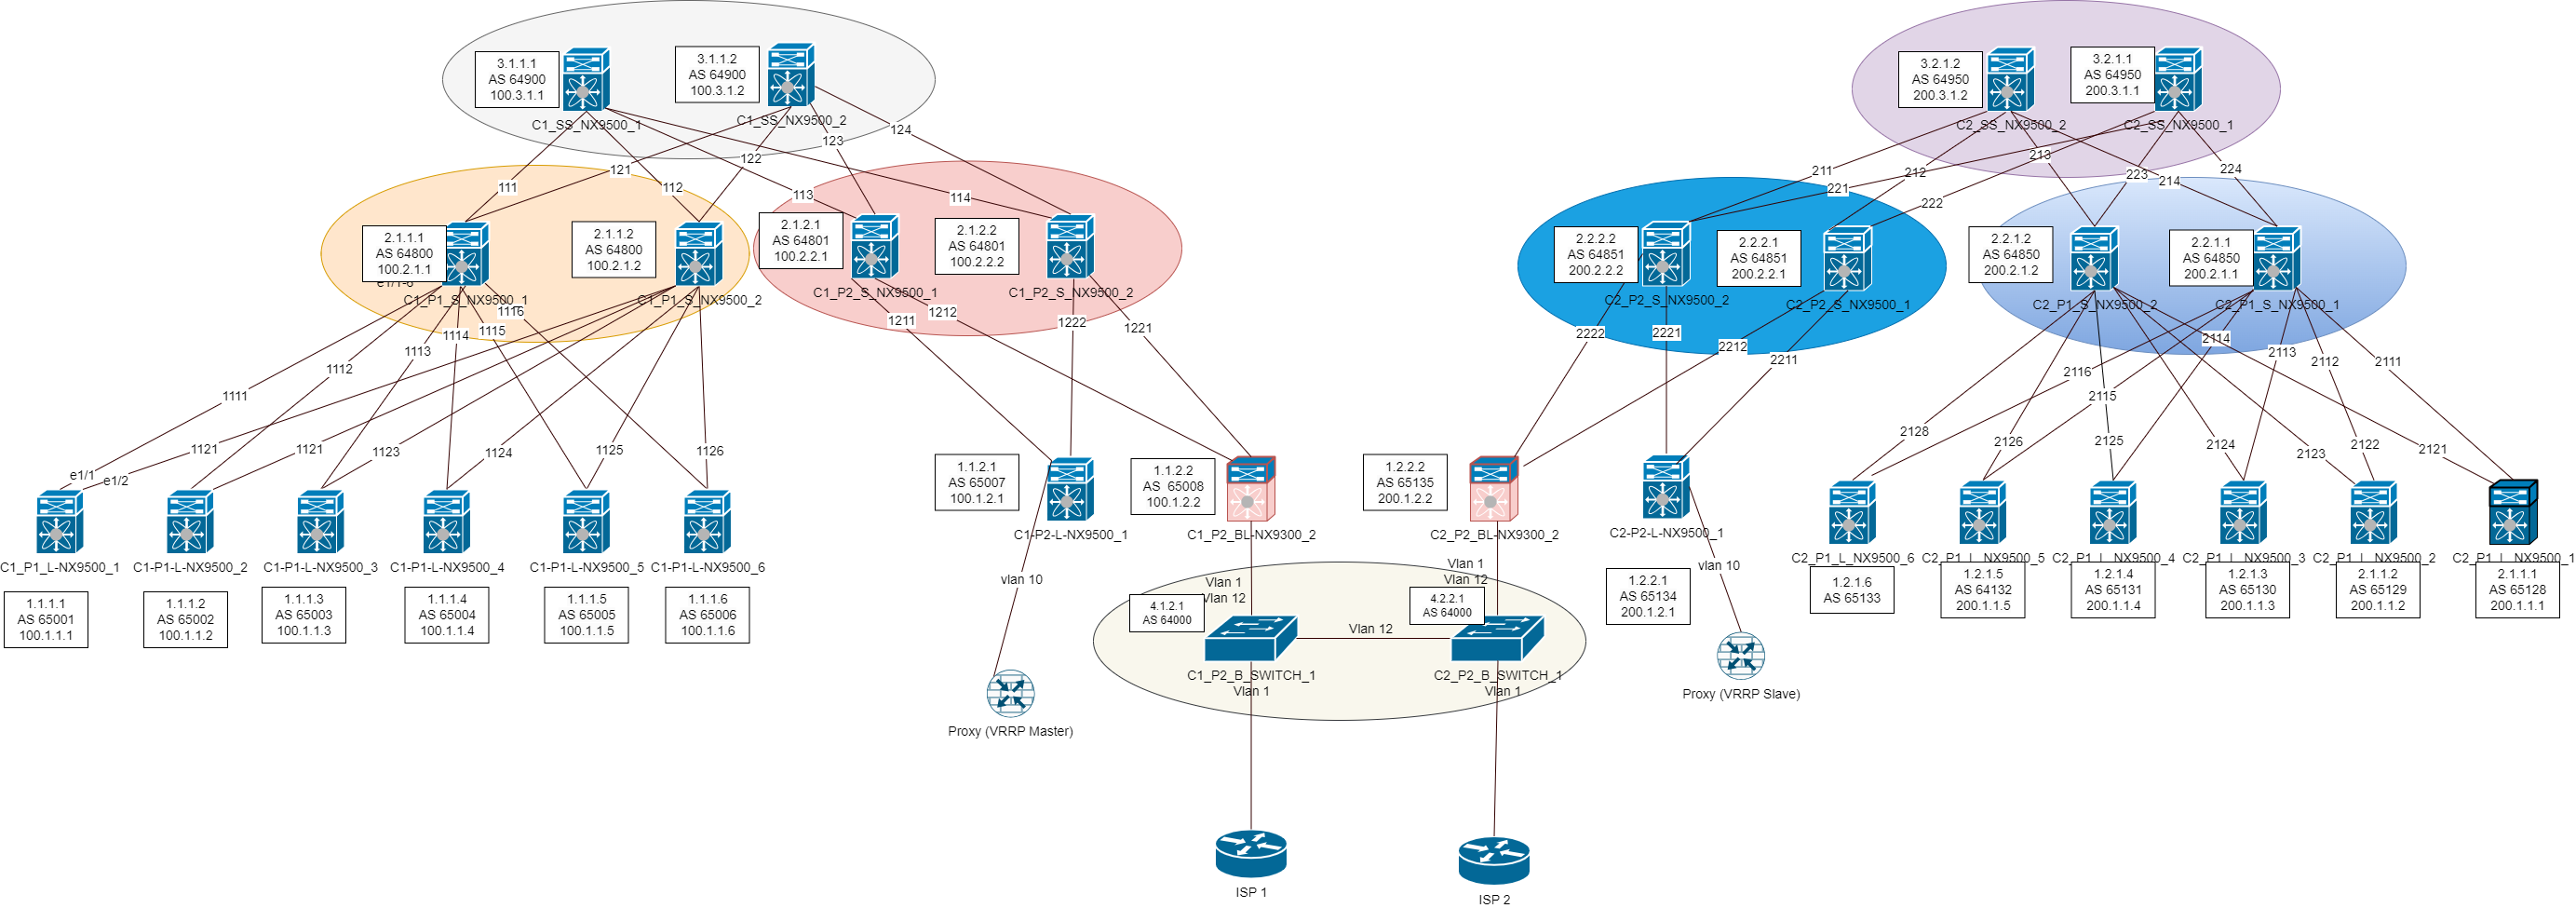 3.1.1.1
AS 64900
100.3.1.1
C1_SS_NX9500_1
3.1.1.2
AS 64900
100.3.1.2
C1_SS_NX9500_2
3.2.1.2
AS 64950
200.3.1.2
C2_SS_NX9500_2
3.2.1.1
AS 64950
200.3.1.1
C2_SS_NX9500_1
111
121
112
122
113
123
114
124
211
221
212
222
213
223
214
224
2.1.1.1
AS 64800
100.2.1.1
e1/1-6
C1_P1_S_NX9500_1
2.1.1.2
AS 64800
100.2.1.2
C1_P1_S_NX9500_2
2.1.2.1
AS 64801
100.2.2.1
C1_P2_S_NX9500_1
2.1.2.2
AS 64801
100.2.2.2
C1_P2_S_NX9500_2
2.2.2.2
AS 64851
200.2.2.2
C2_P2_S_NX9500_2
2.2.2.1
AS 64851
200.2.2.1
C2_P2_S_NX9500_1
2.2.1.2
AS 64850
200.2.1.2
C2_P1_S_NX9500_2
2.2.1.1
AS 64850
200.2.1.1
C2_P1_S_NX9500_1
1111
1112
1113
1114
1115
1116
1121
1121
1123
1124
1125
1126
1211
1212
1222
1221
2222
2221
2212
2211
2116
2115
2114
2113
2112
2111
2128
2126
2125
2124
2123
2122
2121
e1/1
e1/2
C1_P1_L-NX9500_1
1.1.1.1
AS 65001
100.1.1.1
C1-P1-L-NX9500_2
1.1.1.2
AS 65002
100.1.1.2
C1-P1-L-NX9500_3
1.1.1.3
AS 65003
100.1.1.3
C1-P1-L-NX9500_4
1.1.1.4
AS 65004
100.1.1.4
C1-P1-L-NX9500_5
1.1.1.5
AS 65005
100.1.1.5
C1-P1-L-NX9500_6
1.1.1.6
AS 65006
100.1.1.6
1.1.2.1
AS 65007
100.1.2.1
C1-P2-L-NX9500_1
1.1.2.2
AS 65008
100.1.2.2
C1_P2_BL-NX9300_2
1.2.2.2
AS 65135
200.1.2.2
C2_P2_BL-NX9300_2
C2-P2-L-NX9500_1
1.2.2.1
AS 65134
200.1.2.1
C2_P1_L_NX9500_6
1.2.1.6
AS 65133
C2_P1_L_NX9500_5
1.2.1.5
AS 64132
200.1.1.5
C2_P1_L_NX9500_4
1.2.1.4
AS 65131
200.1.1.4
C2_P1_L_NX9500_3
1.2.1.3
AS 65130
200.1.1.3
C2_P1_L_NX9500_2
2.1.1.2
AS 65129
200.1.1.2
C2_P1_L_NX9500_1
2.1.1.1
AS 65128
200.1.1.1
vlan 10
Proxy (VRRP Master)
vlan 10
Proxy (VRRP Slave)
Vlan 1
Vlan 12
4.1.2.1
AS 64000
C1_P2_B_SWITCH_1
Vlan 1
Vlan 12
Vlan 1
Vlan 12
4.2.2.1
AS 64000
C2_P2_B_SWITCH_1
Vlan 1
ISP 1
ISP 2